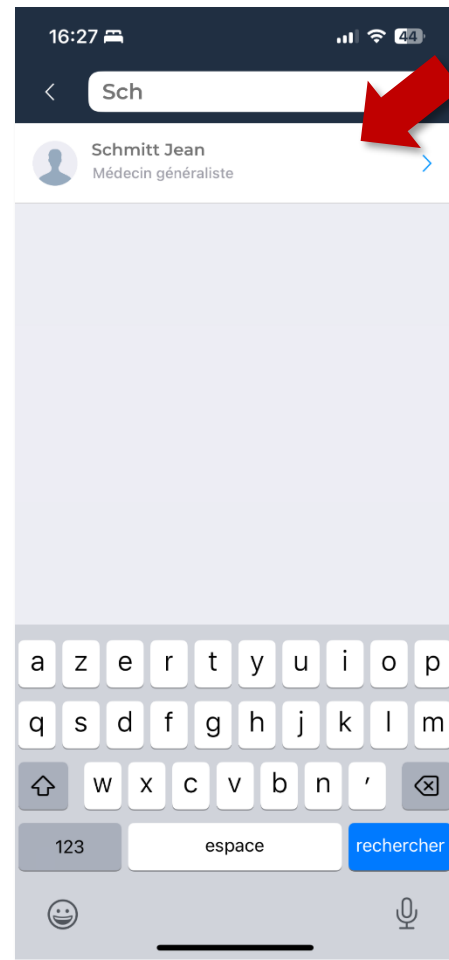 16:27 44
Sch
Schmitt Jean
Médecin généraliste
a z e r t y u i o p
q s d f g h j k l m
w x c v b n ′
123 espace rechercher